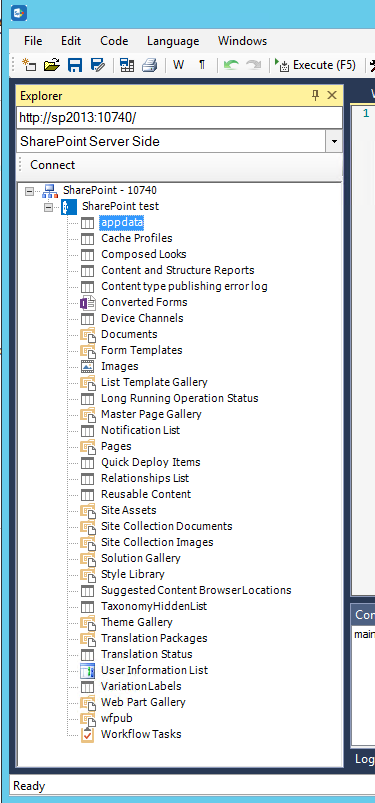 File Edit Code Language Windows
W ¶ Execute (F5)
Explorer
http://sp2013:10740/
SharePoint Server Side
Connect
1
SharePoint - 10740
SharePoint test
appdata
Cache Profiles
Composed Looks
Content and Structure Reports
Content type publishing error log
Converted Forms
Device Channels
Documents
Form Templates
Images
List Template Gallery
Long Running Operation Status
Master Page Gallery
Notification List
Pages
Quick Deploy Items
Relationships List
Reusable Content
Site Assets
Site Collection Documents
Site Collection Images
Solution Gallery
Style Library
Suggested Content Browser Locations
TaxonomyHiddenList
Theme Gallery
Translation Packages
Translation Status
User Information List
Variation Labels
Web Part Gallery
wfpub
Workflow Tasks
Con
main
Log
Ready